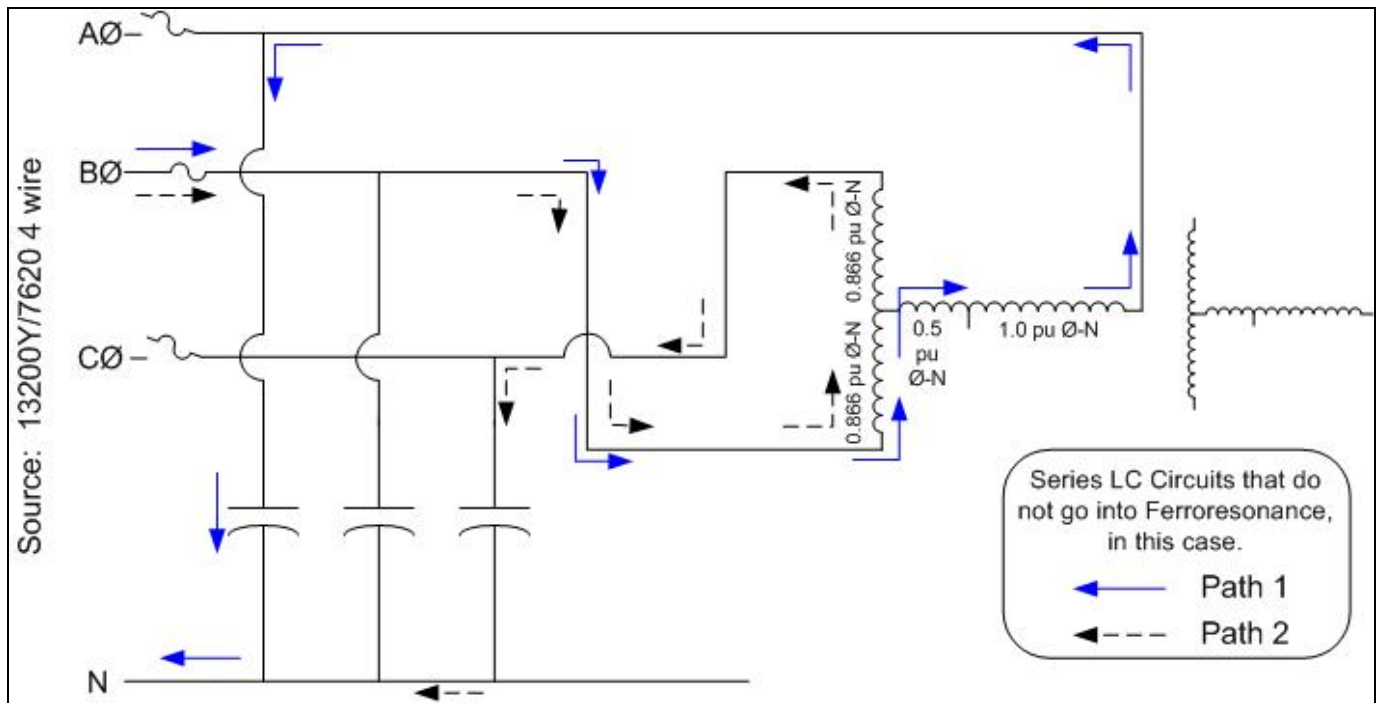 AØ
BØ
CØ
N
Source: 13200Y/7620 4 wire
0.866 pu Ø-N
0.866 pu Ø-N
0.5
pu
Ø-N
1.0 pu Ø-N
Series LC Circuits that do
not go into Ferroresonance,
in this case.
Path 1
Path 2